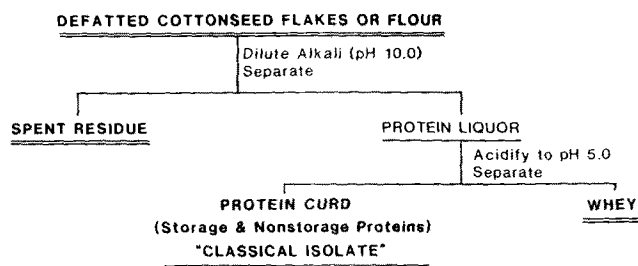 DEFATTED COTTONSEED FLAKES OR FLOUR
Dilute Alkali (pH 10.0)
Separate
SPENT RESIDUE
PROTEIN LIQUOR
Acidify to pH 5.0
Separate
PROTEIN CURD
(Storage & Nonstorage Proteins)
"CLASSICAL ISOLATE"
WHEY